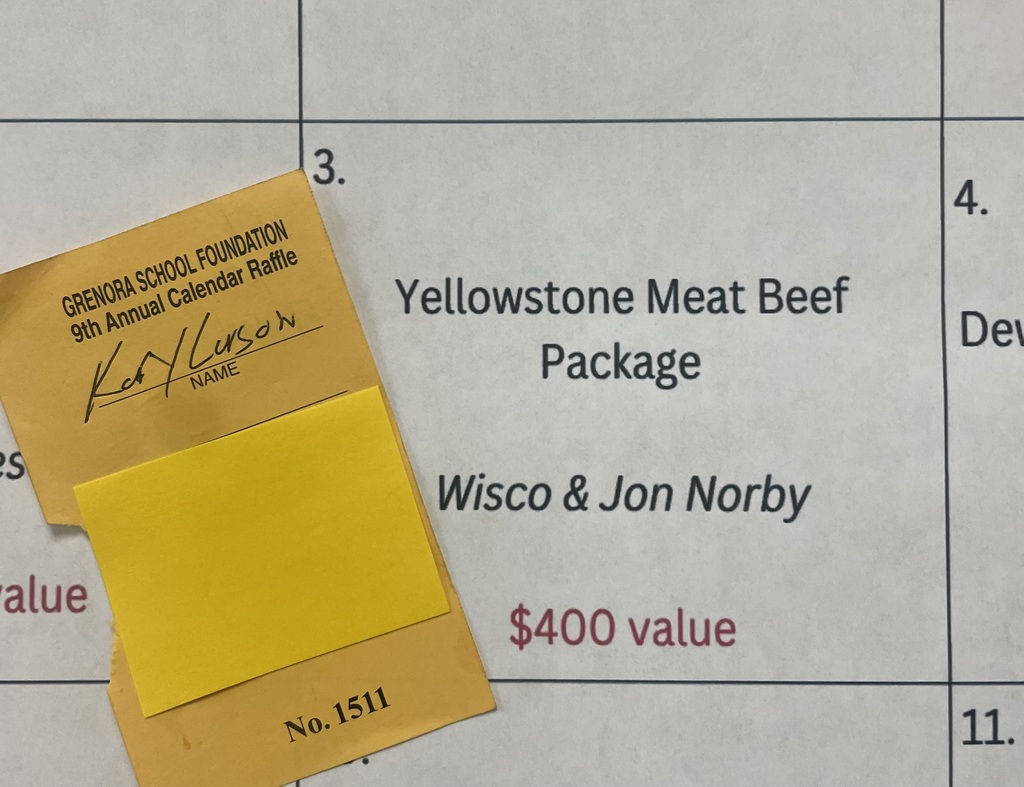 3.
4.
GRENORA SCHOOL FOUNDATION
9th Annual Calendar Raffle
Larson
NAME
Yellowstone Meat Beef
Package
Wisco & Jon Norby
$400 value
value
No. 1511
11.